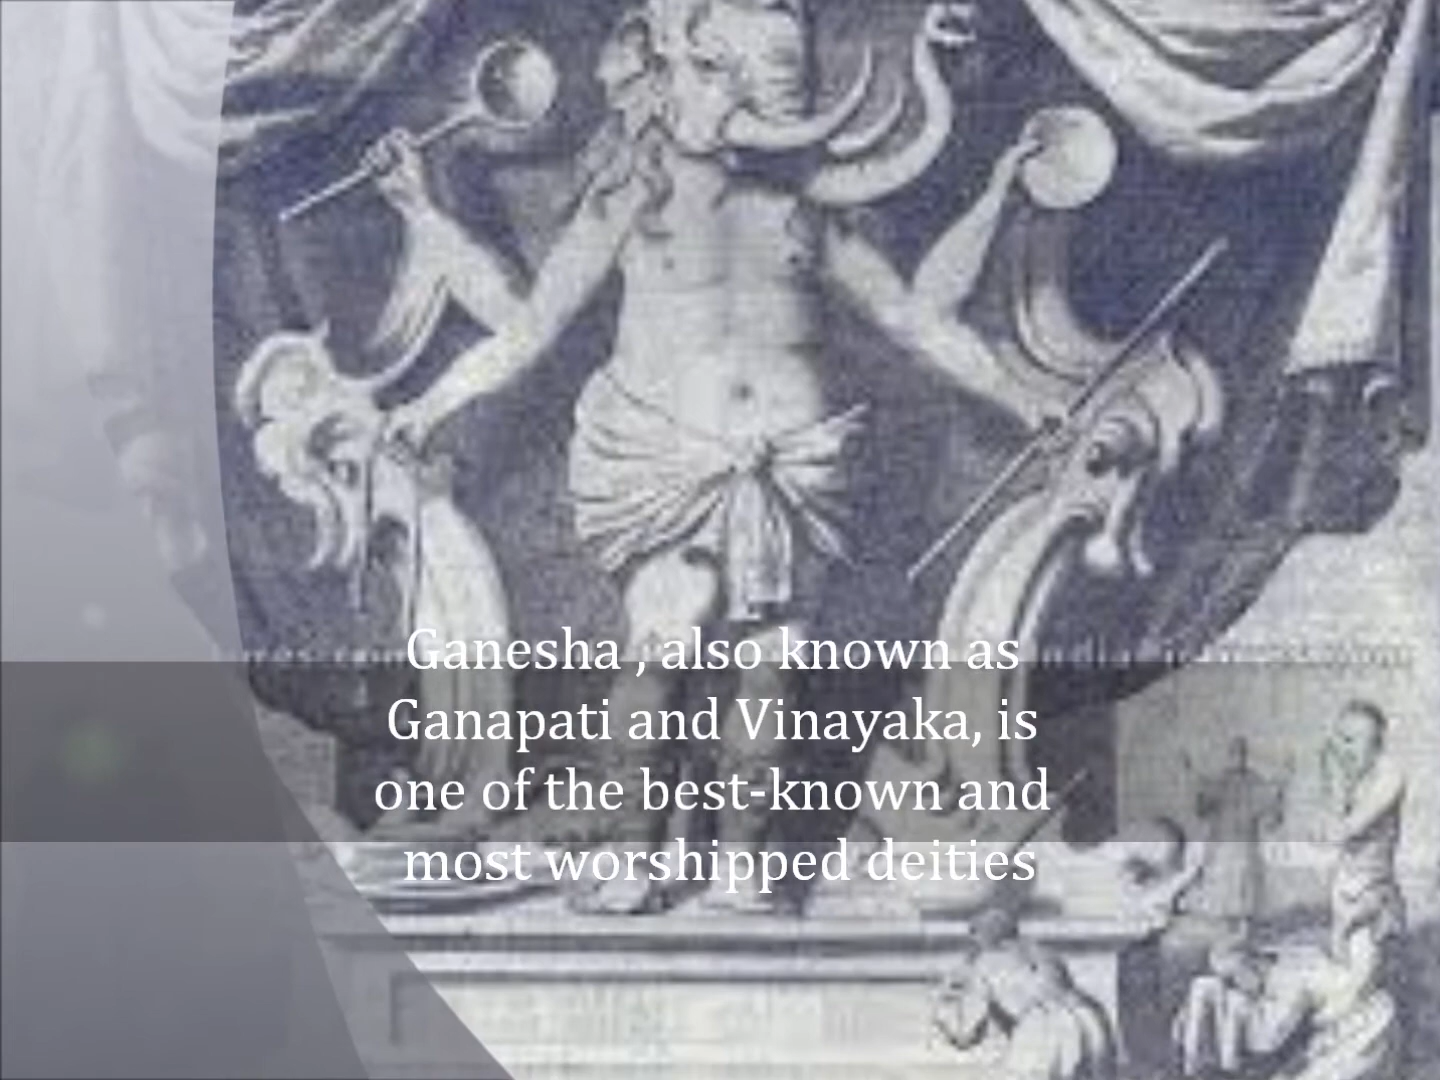 Ganesha , also known as
Ganapati and Vinayaka, is
one of the best-known and
most worshipped deities